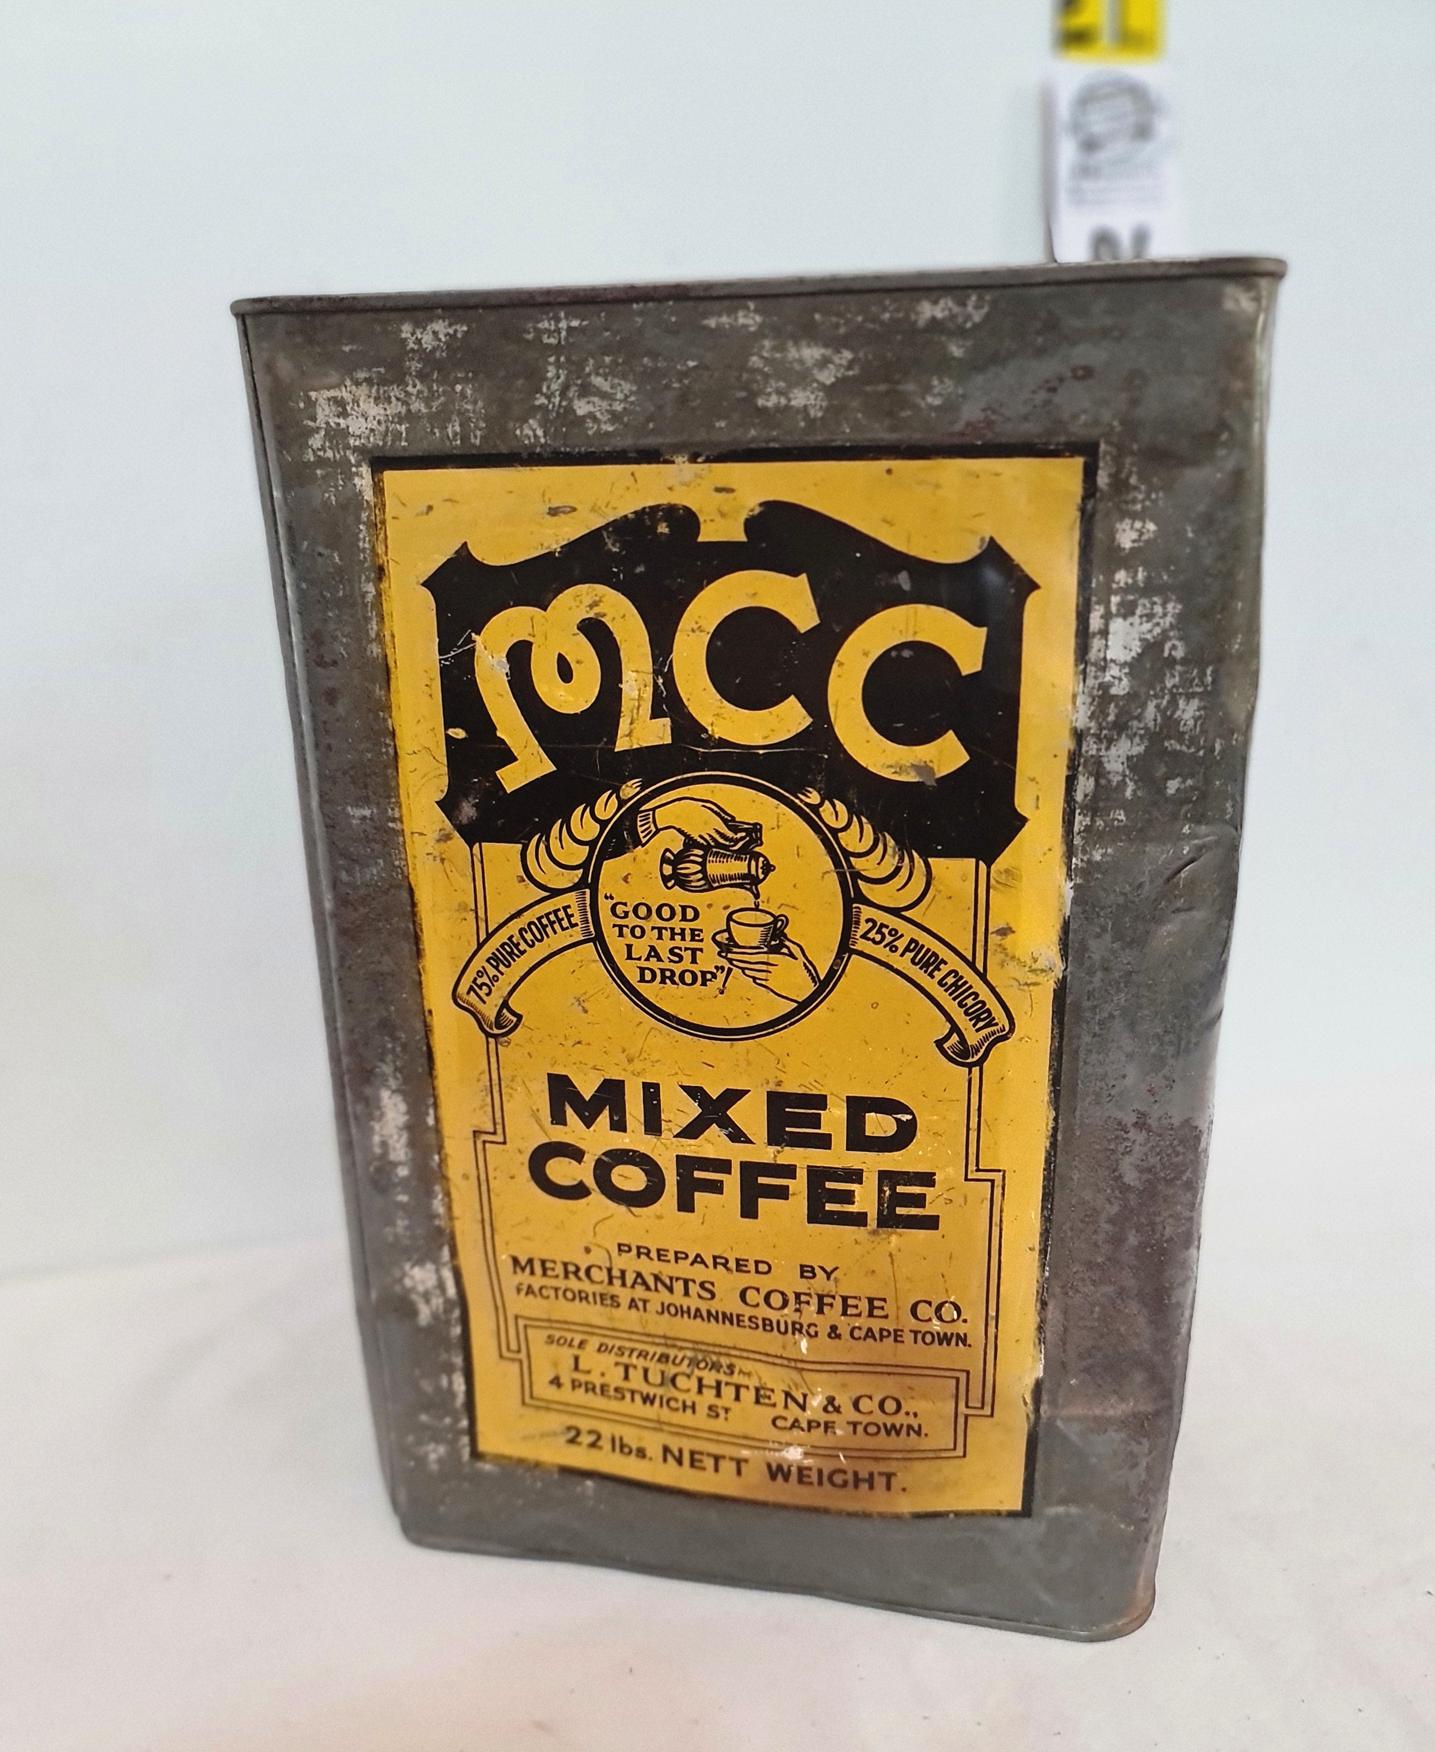 MCC
75% PURE COFFEE
"GOOD
TO THE
LAST
DROP"
25% PURE CHICORY
MIXED
COFFEE
PREPARED BY
MERCHANTS COFFEE CO.
FACTORIES AT JOHANNESBURG & CAPE TOWN.
SOLE DISTRIBUTORS
L. TUCHTEN & CO.,
4 PRESTWICH ST CAPE TOWN.
22 lbs. NETT WEIGHT.